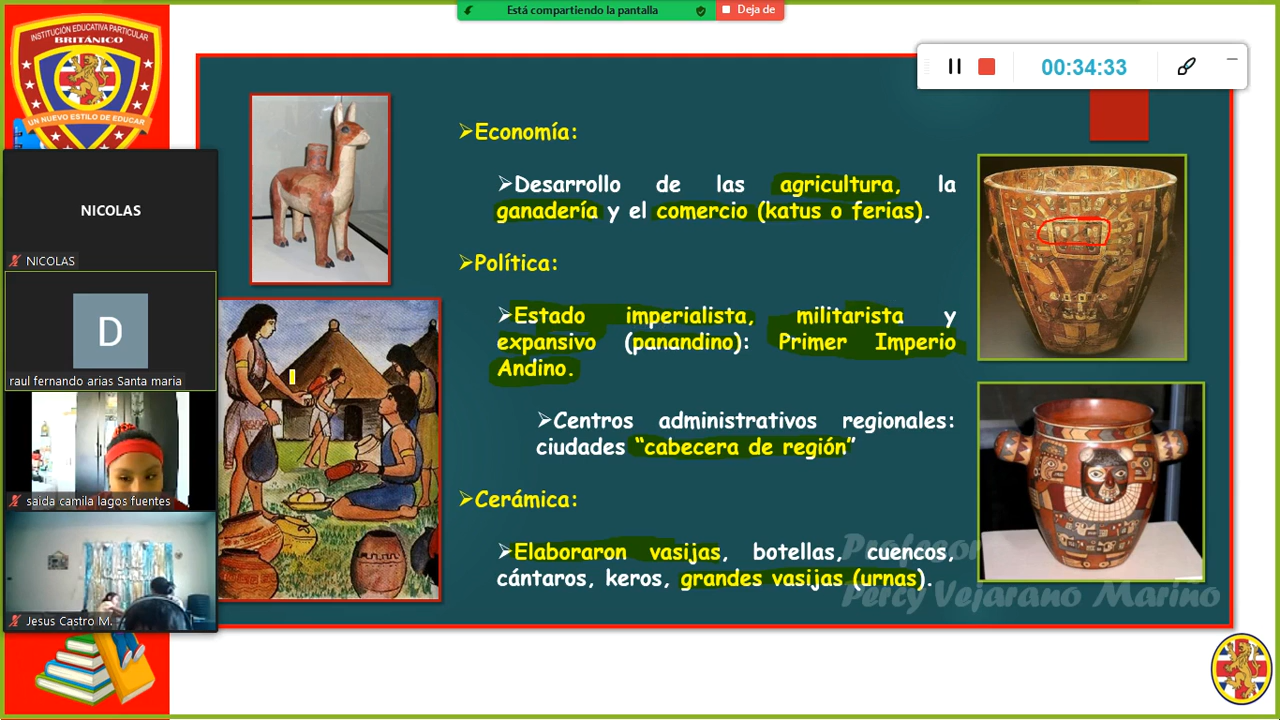 Está compartiendo la pantalla
Deja de
INSTITUCIÓN EDUCATIVA PARTICULAR
BRITÁNICO
UN NUEVO ESTILO DE EDUCAR
00:34:33
NICOLAS
NICOLAS
D
raul fernando arias Santa maria
saida camila lagos fuentes
Jesus Castro M.
➢Economía:
➢Desarrollo de las agricultura, la
ganadería y el comercio (katus o ferias).
➢Política:
➢Estado imperialista, militarista y
expansivo (panandino): Primer Imperio
Andino.
➢Centros administrativos regionales:
ciudades “cabecera de región”
➢Cerámica:
➢Elaboraron vasijas, botellas, cuencos,
cántaros, keros, grandes vasijas (urnas).
Profesor
Percy Vejarano Mariño